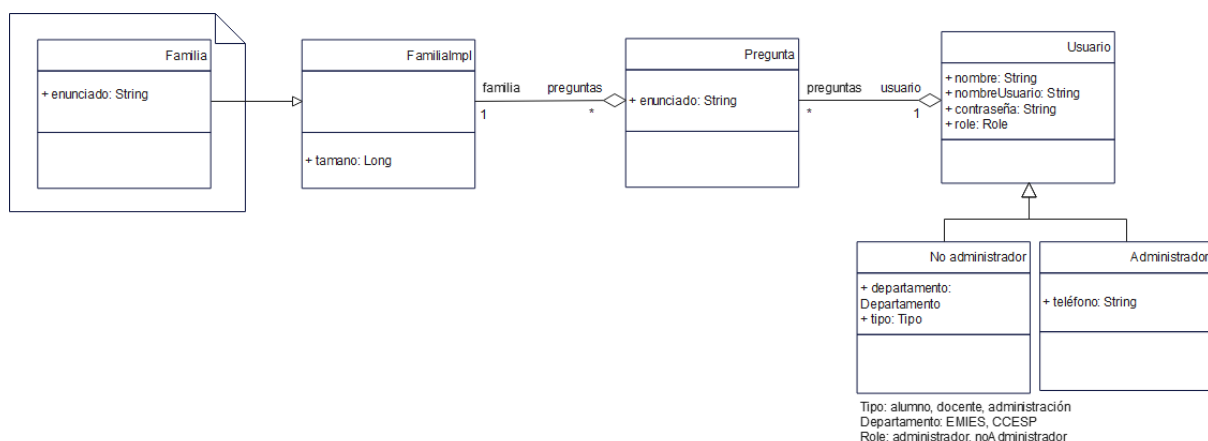 Familia
+ enunciado: String
FamiliaImpl
+ tamano: Long
familia
1
preguntas
*
Pregunta
+ enunciado: String
preguntas
*
usuario
1
Usuario
+ nombre: String
+ nombreUsuario: String
+ contraseña: String
+ role: Role
No administrador
+ departamento:
Departamento
+ tipo: Tipo
Administrador
+ teléfono: String
Tipo: alumno, docente, administración
Departamento: EMIES, CCESP
Role: administrador, noAdministrador